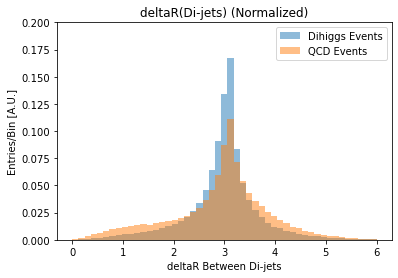 deltaR(Di-jets) (Normalized)
Dihiggs Events
QCD Events
Entries/Bin [A.U.]
0.200
0.175
0.150
0.125
0.100
0.075
0.050
0.025
0.000
0 1 2 3 4 5 6
deltaR Between Di-jets